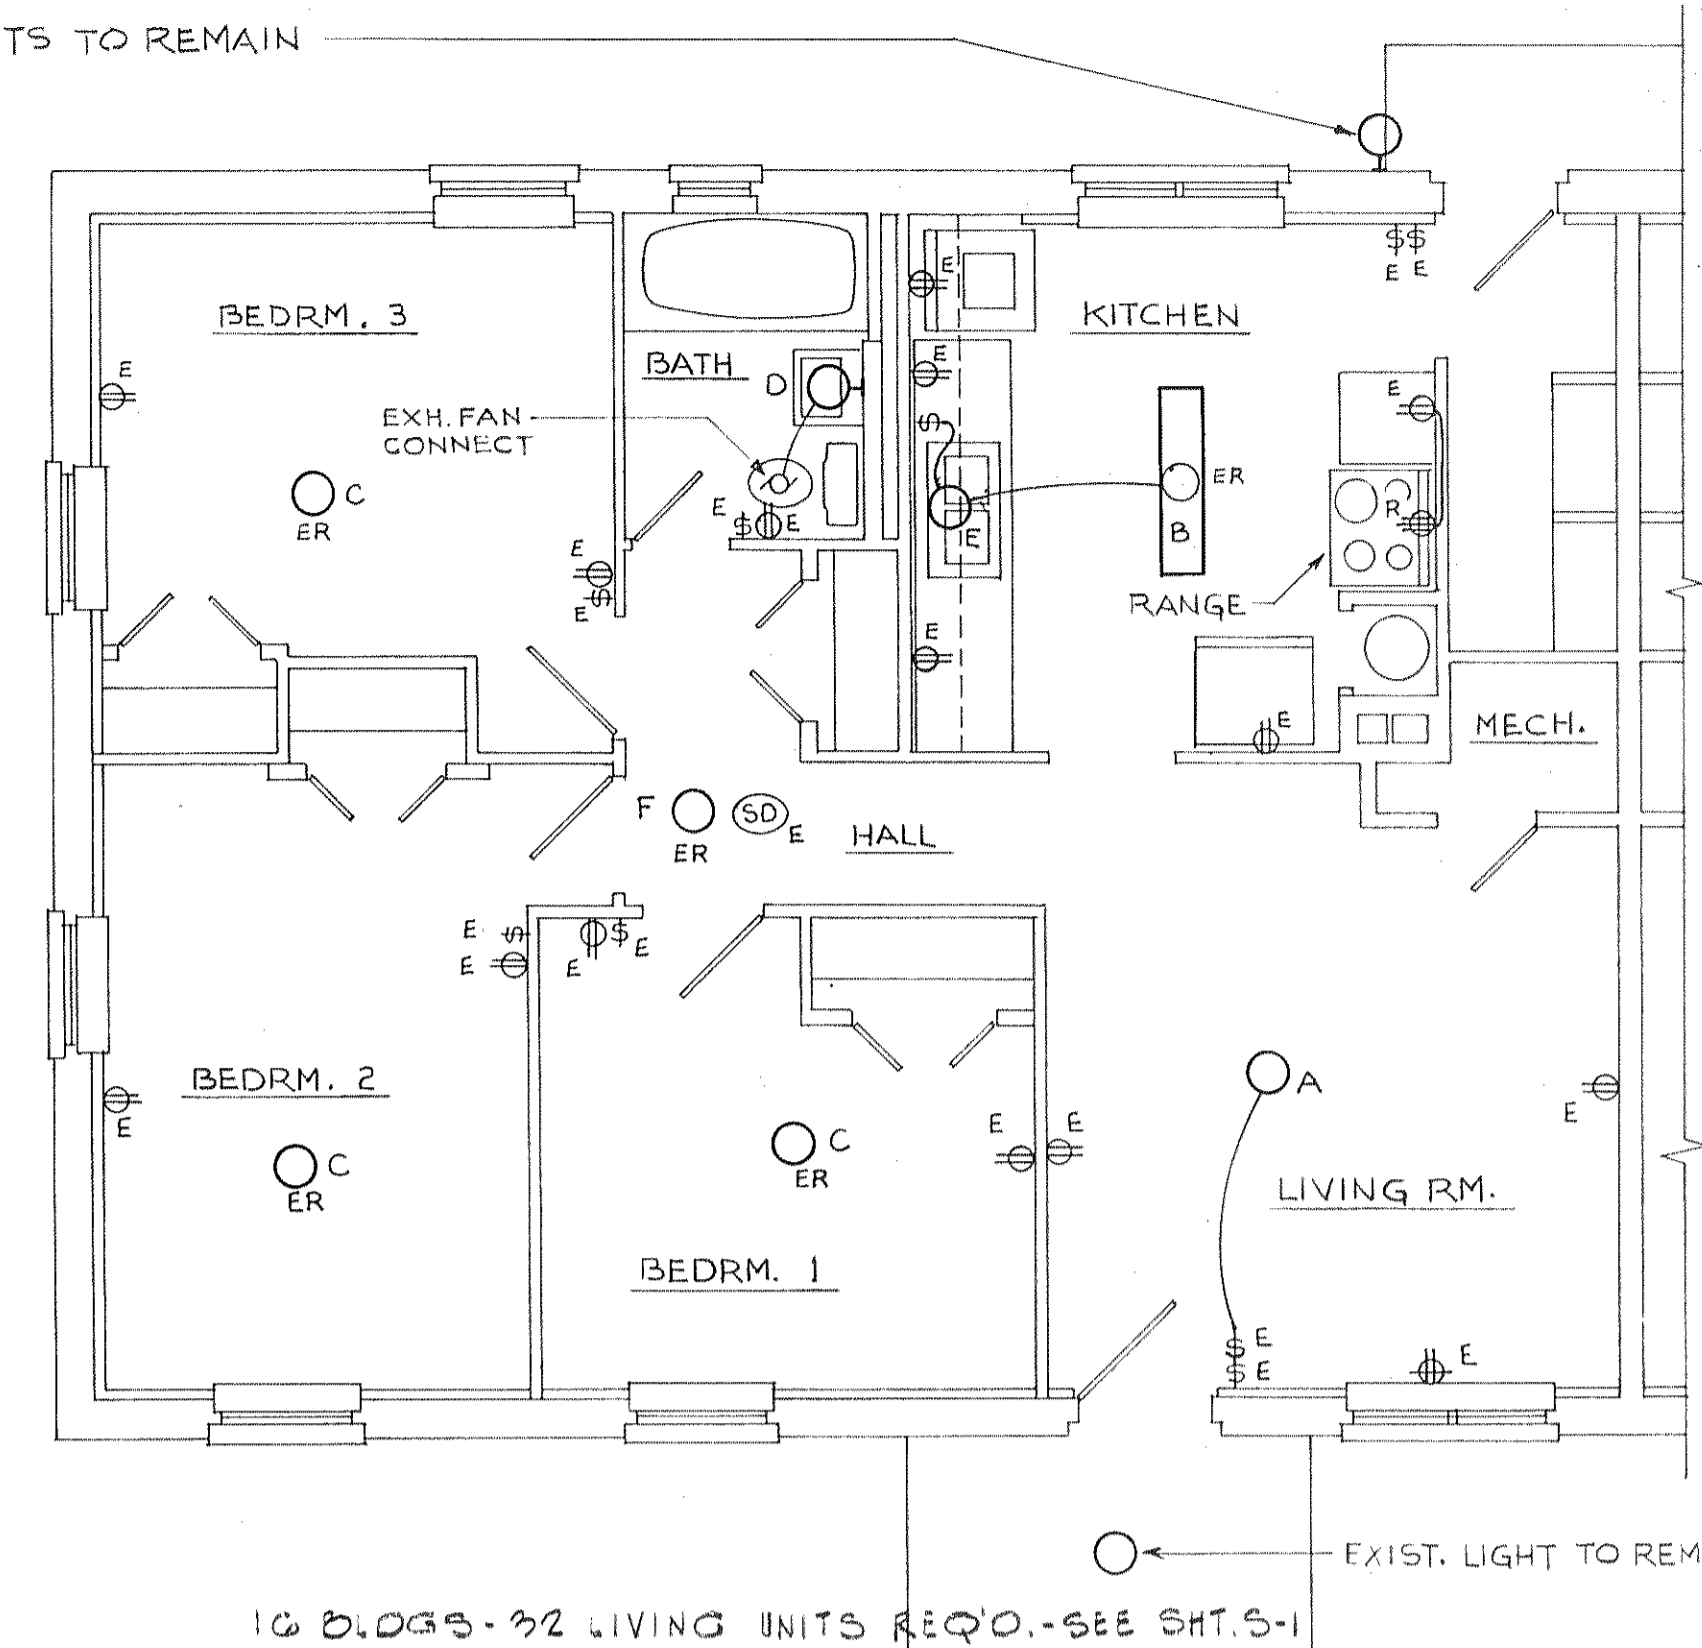 TS TO REMAIN
$$
E E
BEDRM. 3
KITCHEN
E
BATH
D
E
E
E
EXH. FAN
CONNECT
$
C
ER
ER
E
$
E
R
B
E
E
$
E
RANGE
E
E
MECH.
F
SD
E
ER
HALL
E
$
$
E
E
E
BEDRM. 2
A
E
E
C
E
E
C
ER
ER
LIVING RM.
BEDRM. 1
$ E
$ E
E
EXIST. LIGHT TO REM
16 BLDGS - 32 LIVING UNITS REQ'D. - SEE SHT. S-1